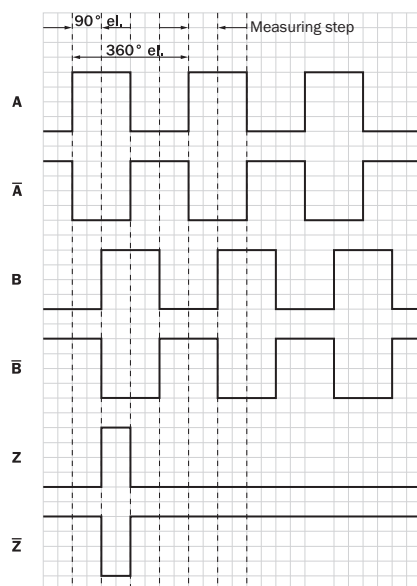 90° el.
Measuring step
360° el.
A
A̅
B
B̅
Z
Z̅